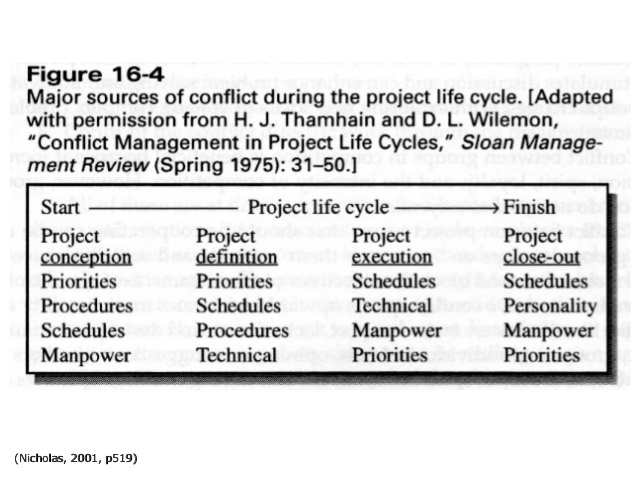 Figure 16-4
Major sources of conflict during the project life cycle. [Adapted
with permission from H. J. Thamhain and D. L. Wilemon,
"Conflict Management in Project Life Cycles," Sloan Manage-
ment Review (Spring 1975): 31–50.]
Start Project life cycle Finish
Project Project Project Project
conception definition execution close-out
Priorities Priorities Schedules Schedules
Procedures Schedules Technical Personality
Schedules Procedures Manpower Manpower
Manpower Technical Priorities Priorities
(Nicholas, 2001, p519)